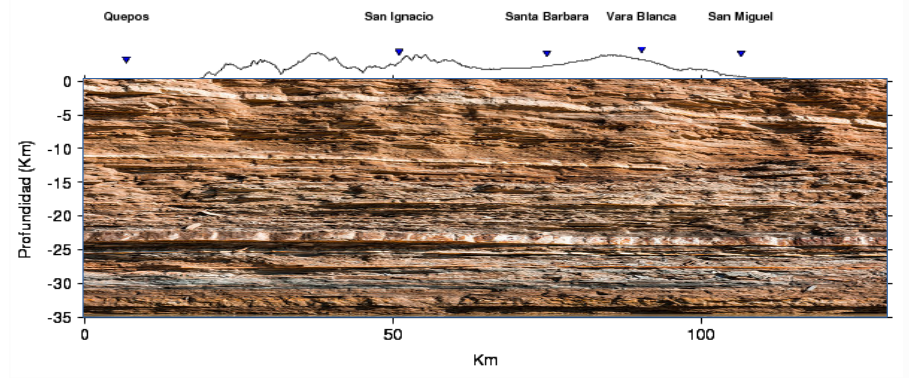 Quepos San Ignacio Santa Barbara Vara Blanca San Miguel
0
-5
-10
-15
-20
-25
-30
-35
Profundidad (Km)
0 50 100
Km